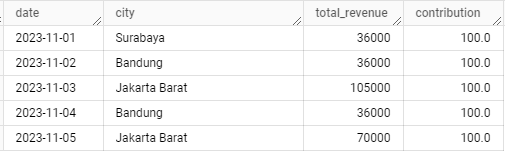 date city total_revenue contribution
2023-11-01 Surabaya 36000 100.0
2023-11-02 Bandung 36000 100.0
2023-11-03 Jakarta Barat 105000 100.0
2023-11-04 Bandung 36000 100.0
2023-11-05 Jakarta Barat 70000 100.0